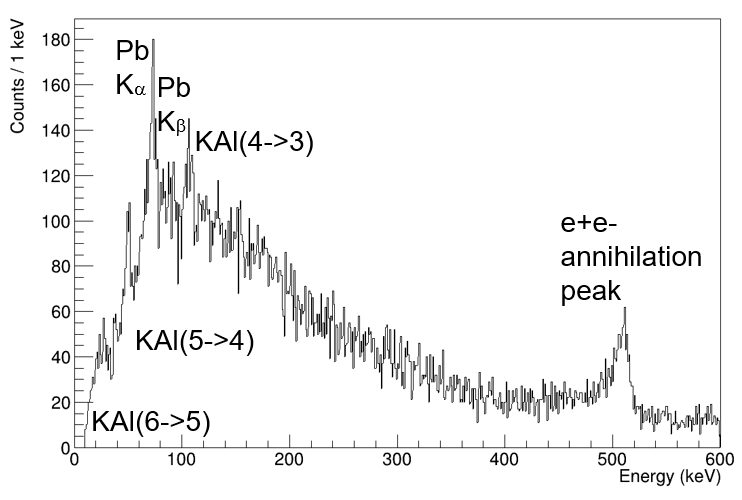 Counts / 1 keV
180
160
140
120
100
80
60
40
20
0
Pb
Kα
Pb
Kβ
KAl(4->3)
e+e-
annihilation
peak
KAl(5->4)
KAl(6->5)
0 100 200 300 400 500 600
Energy (keV)